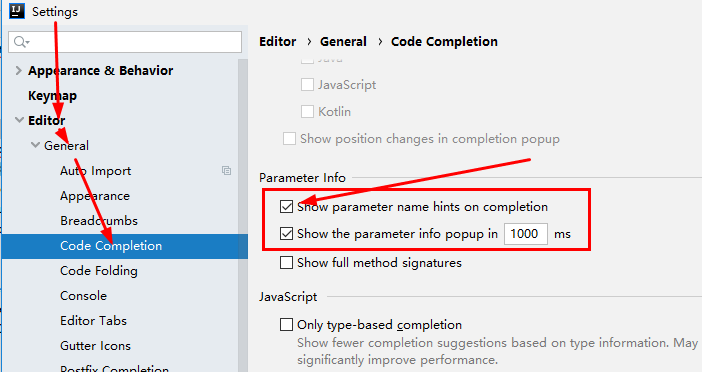 IJ
Settings
Appearance & Behavior
Keymap
Editor
General
Auto Import
Appearance
Breadcrumbs
Code Completion
Code Folding
Console
Editor Tabs
Gutter Icons
Postfix Completion
Editor › General › Code Completion
Java
JavaScript
Kotlin
Show position changes in completion popup
Parameter Info
Show parameter name hints on completion
Show the parameter info popup in 1000 ms
Show full method signatures
JavaScript
Only type-based completion
Show fewer completion suggestions based on type information. May
significantly improve performance.